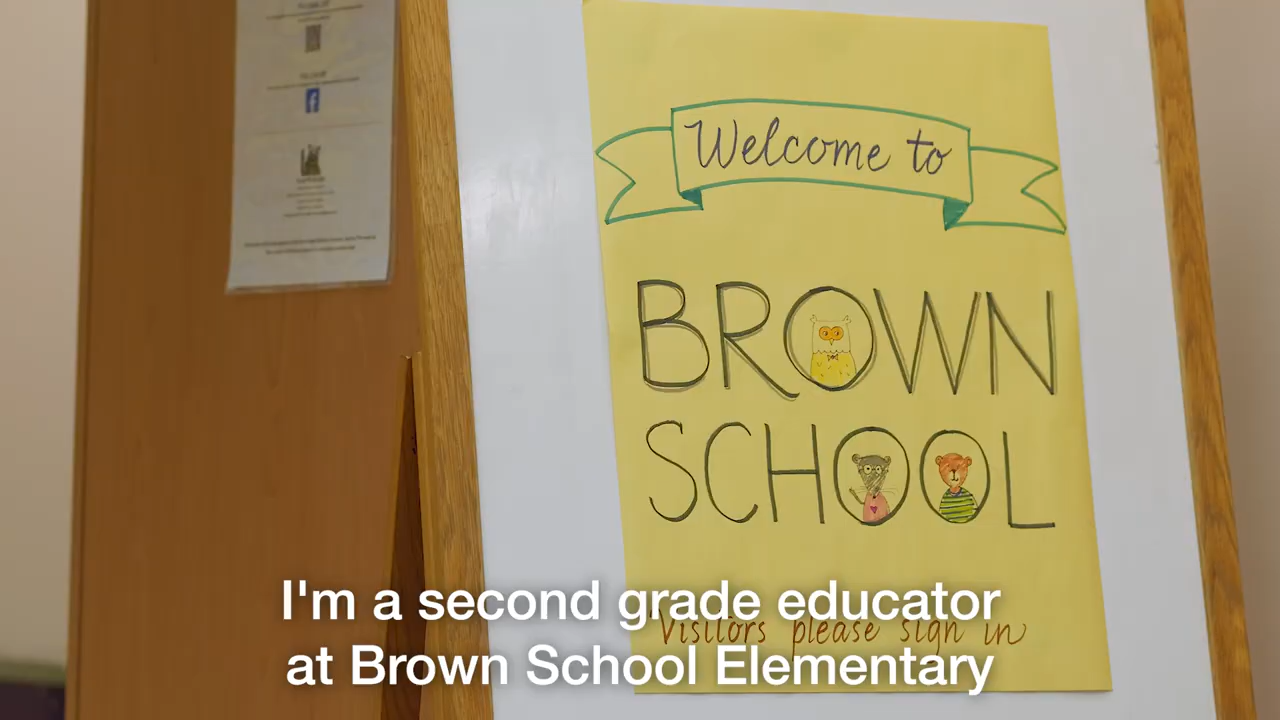 Welcome to
BROWN
SCHOOL
Visitors please sign in
I'm a second grade educator
at Brown School Elementary